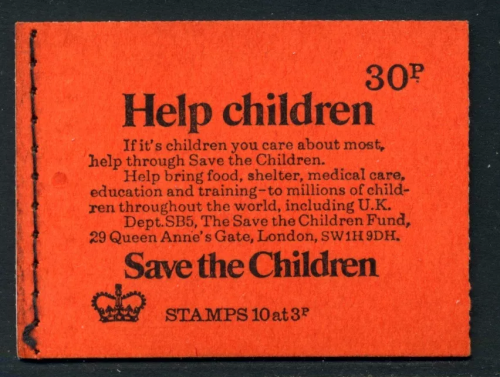 30P
Help children
If it's children you care about most,
help through Save the Children.
Help bring food, shelter, medical care,
education and training-to millions of child-
ren throughout the world, including U.K.
Dept.SB5, The Save the Children Fund,
29 Queen Anne's Gate, London, SW1H 9DH.
Save the Children
STAMPS 10 at 3P